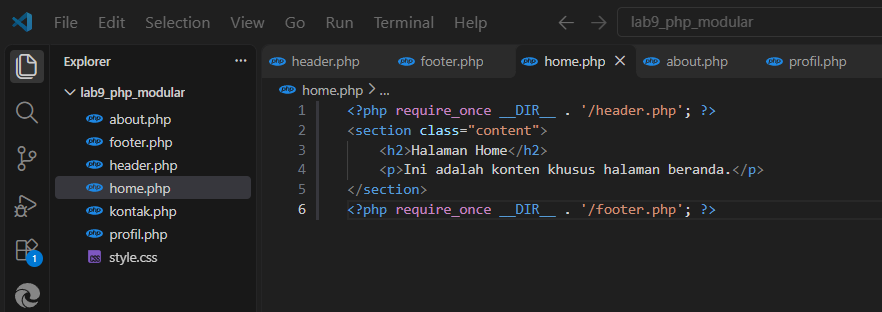 File Edit Selection View Go Run Terminal Help lab9_php_modular
Explorer ...
header.php footer.php home.php about.php profil.php
lab9_php_modular
about.php
footer.php
header.php
home.php
kontak.php
profil.php
style.css
1
home.php > ...
1 <?php require_once __DIR__ . '/header.php'; ?>
2 <section class="content">
3 <h2>Halaman Home</h2>
4 <p>Ini adalah konten khusus halaman beranda.</p>
5 </section>
6 <?php require_once __DIR__ . '/footer.php'; ?>